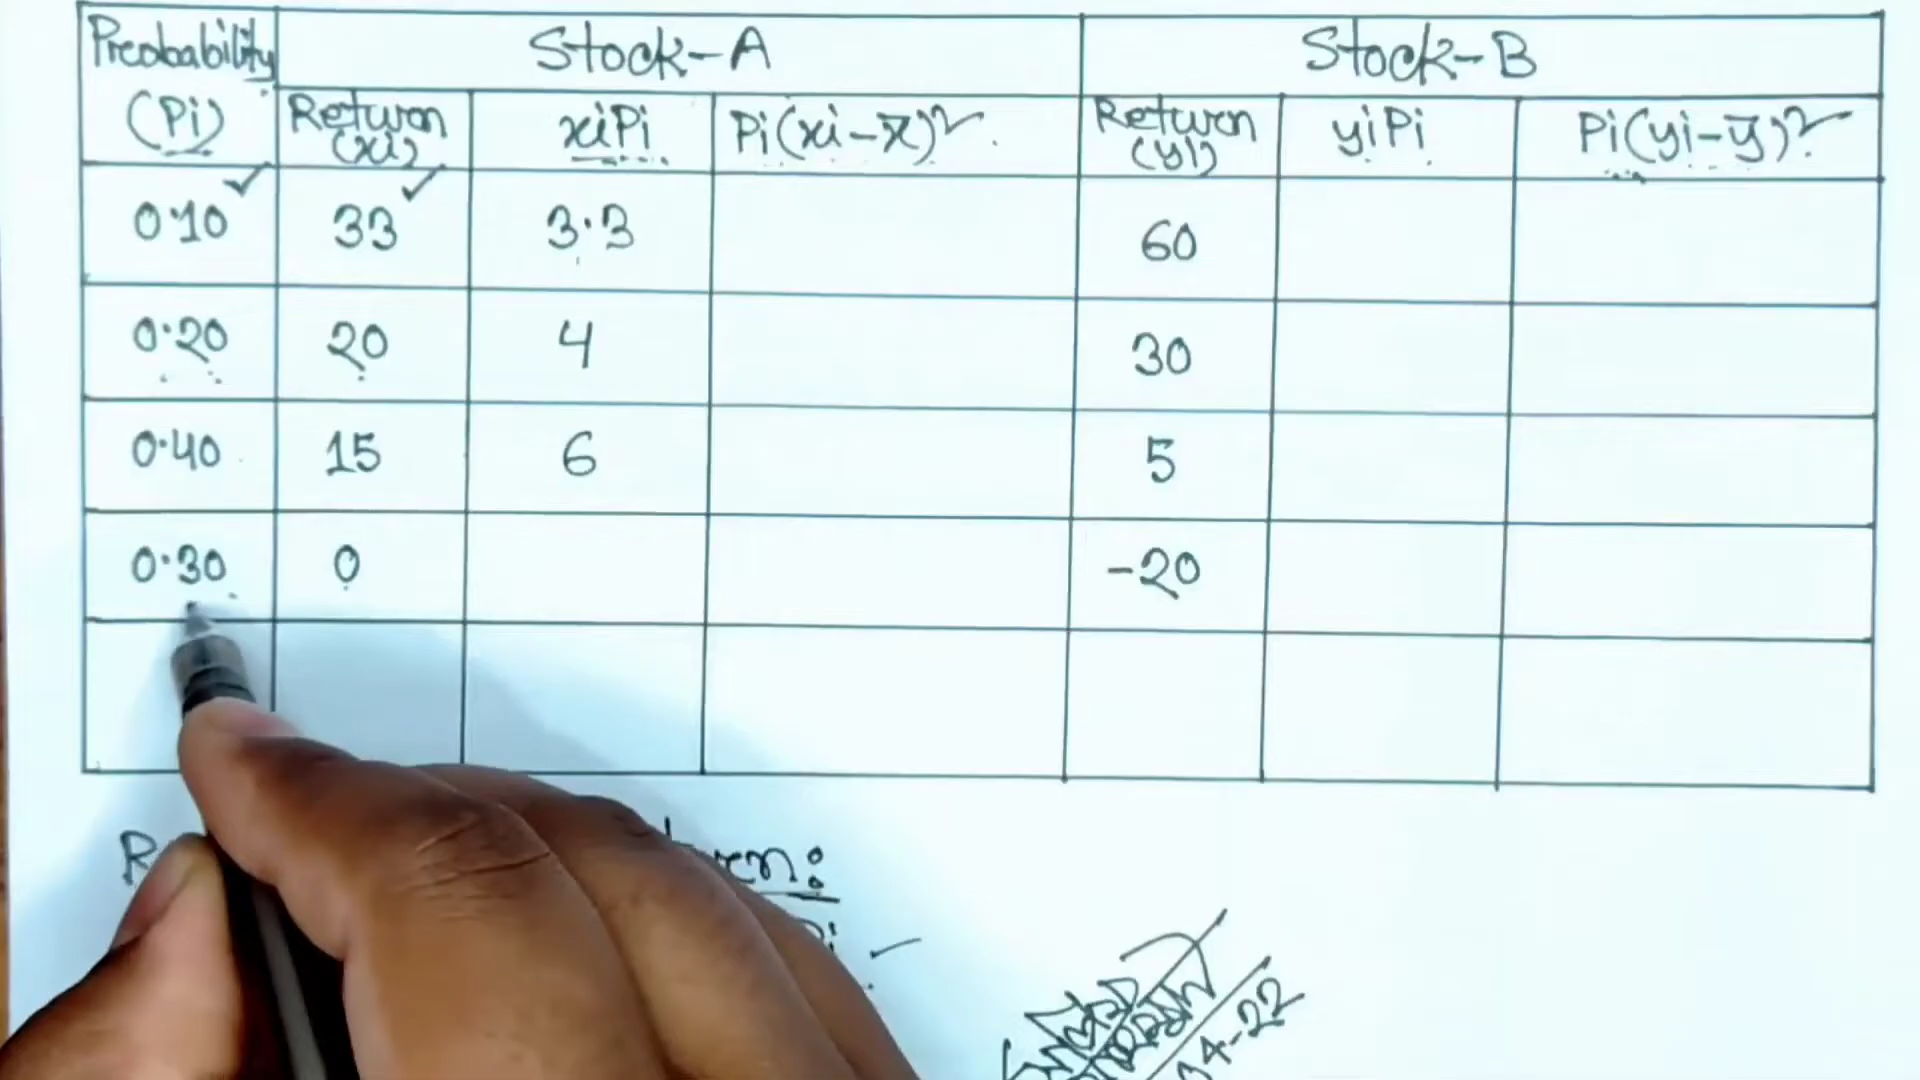 Probability Stock-A Stock-B
(Pi) Return (xi) xiPi Pi(xi-x̄)² Return (yi) yiPi Pi(yi-ȳ)²
0.10 33 3.3 60
0.20 20 4 30
0.40 15 6 5
0.30 0 -20